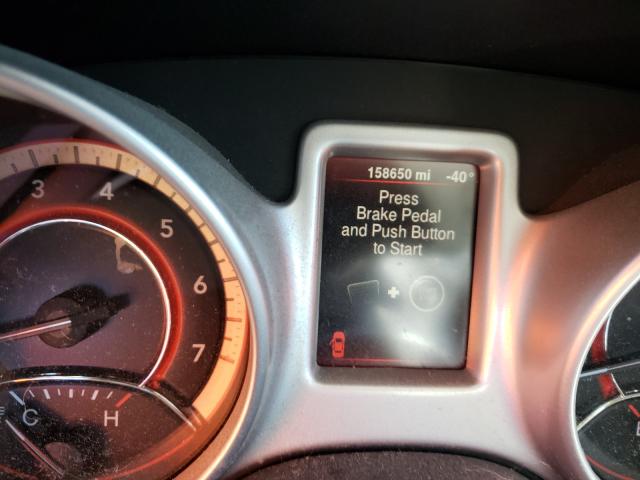 158650 mi -40°
Press
Brake Pedal
and Push Button
to Start
3
4
5
6
7
C
H
E